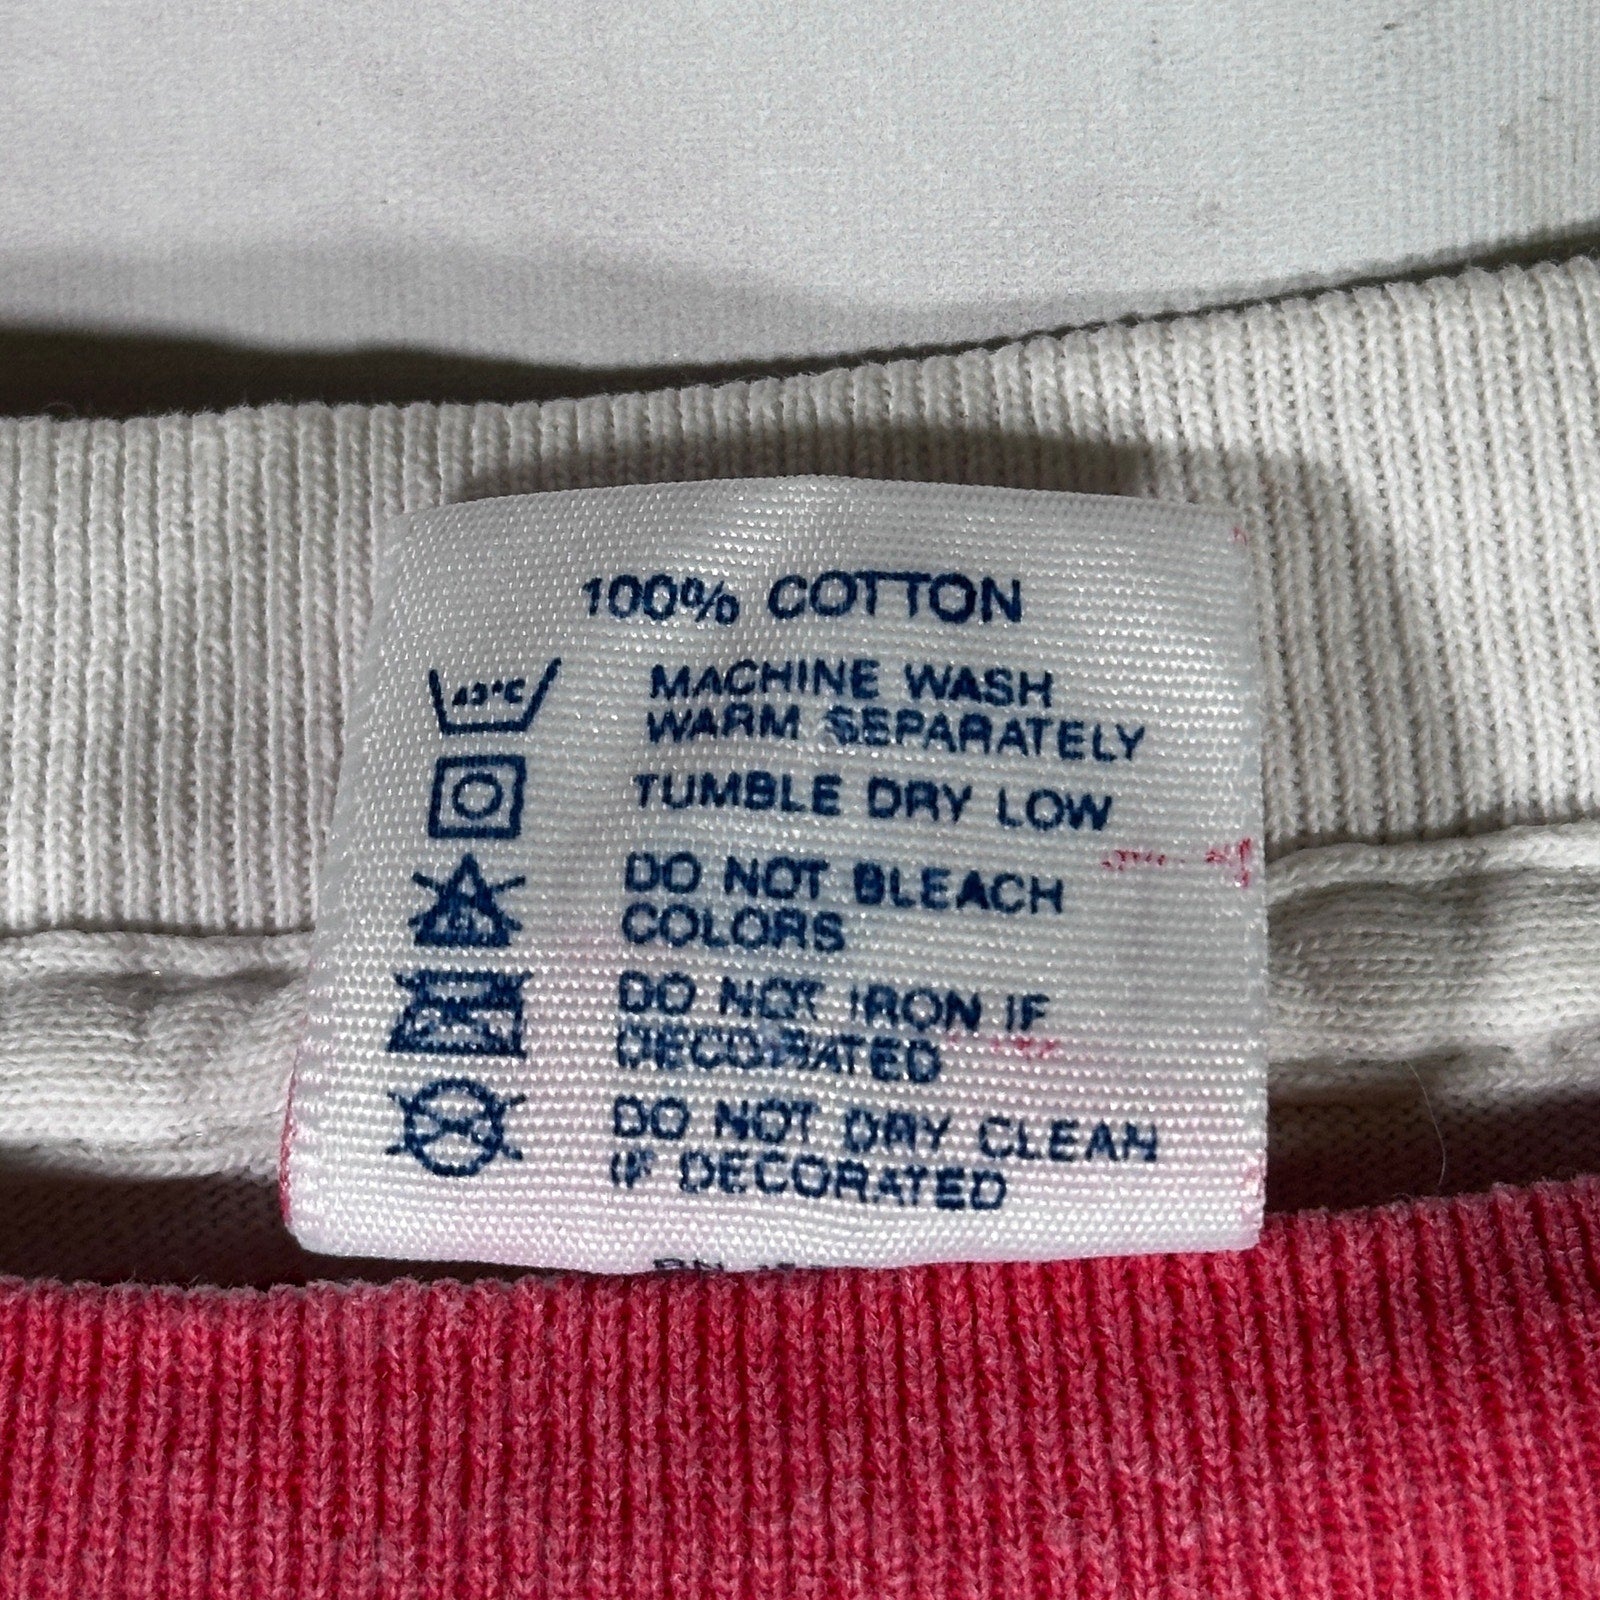 100% COTTON
MACHINE WASH
WARM SEPARATELY
TUMBLE DRY LOW
DO NOT BLEACH
COLORS
DO NOT IRON IF
DECORATED
DO NOT DRY CLEAN
IF DECORATED